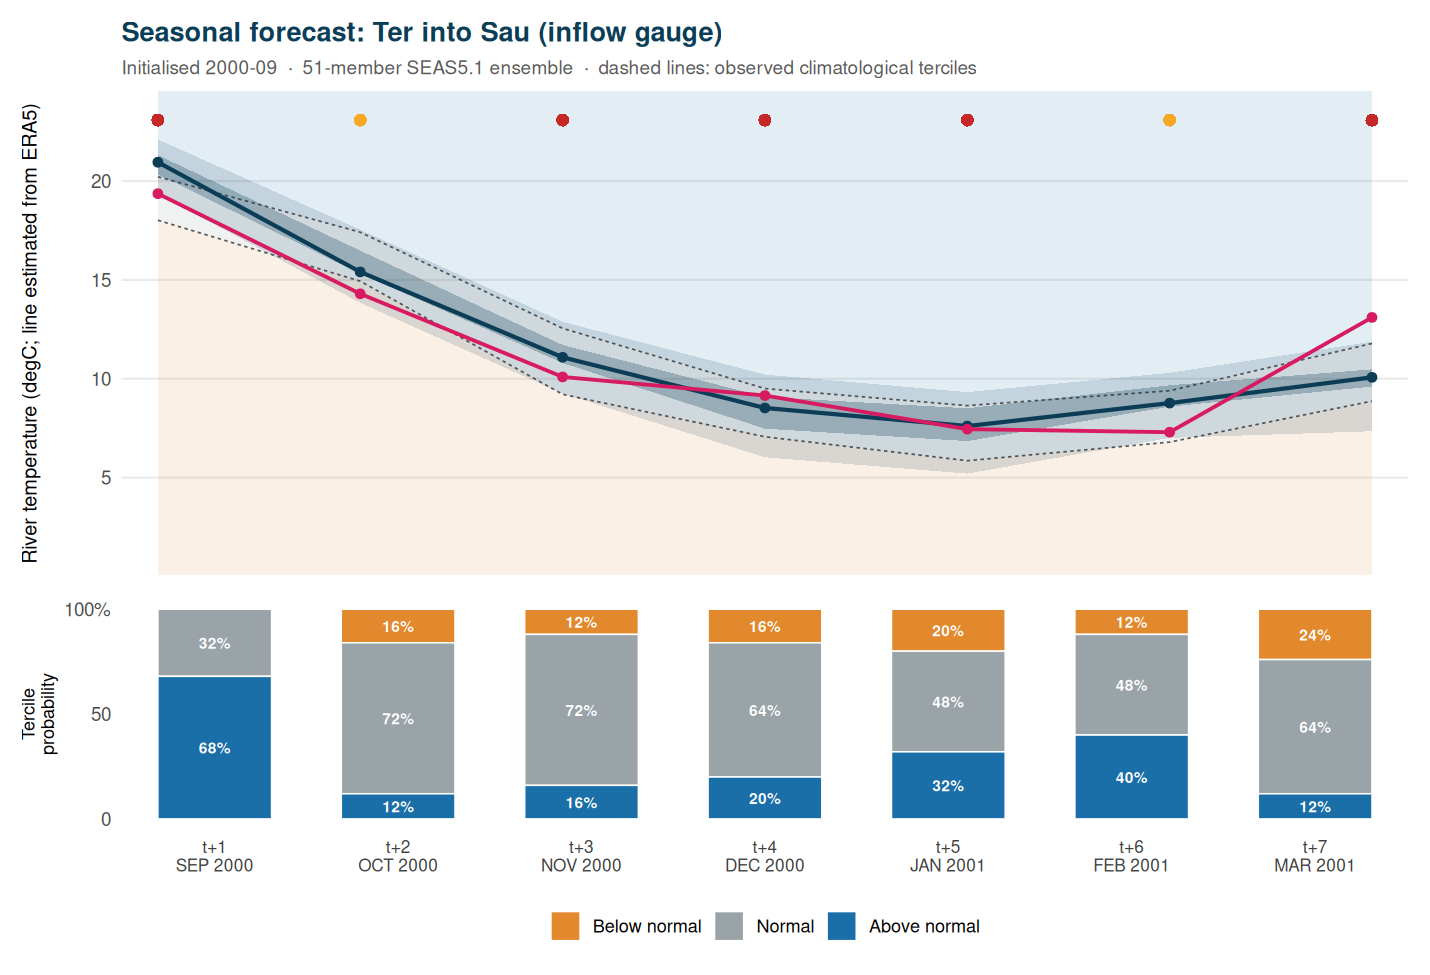 Seasonal forecast: Ter into Sau (inflow gauge)
Initialised 2000-09 · 51-member SEAS5.1 ensemble · dashed lines: observed climatological terciles
River temperature (degC; line estimated from ERA5)
20
15
10
5
Tercile
probability
100%
50
0
32%
68%
16%
72%
12%
12%
72%
16%
16%
64%
20%
20%
48%
32%
12%
48%
40%
24%
64%
12%
t+1
SEP 2000
t+2
OCT 2000
t+3
NOV 2000
t+4
DEC 2000
t+5
JAN 2001
t+6
FEB 2001
t+7
MAR 2001
Below normal
Normal
Above normal